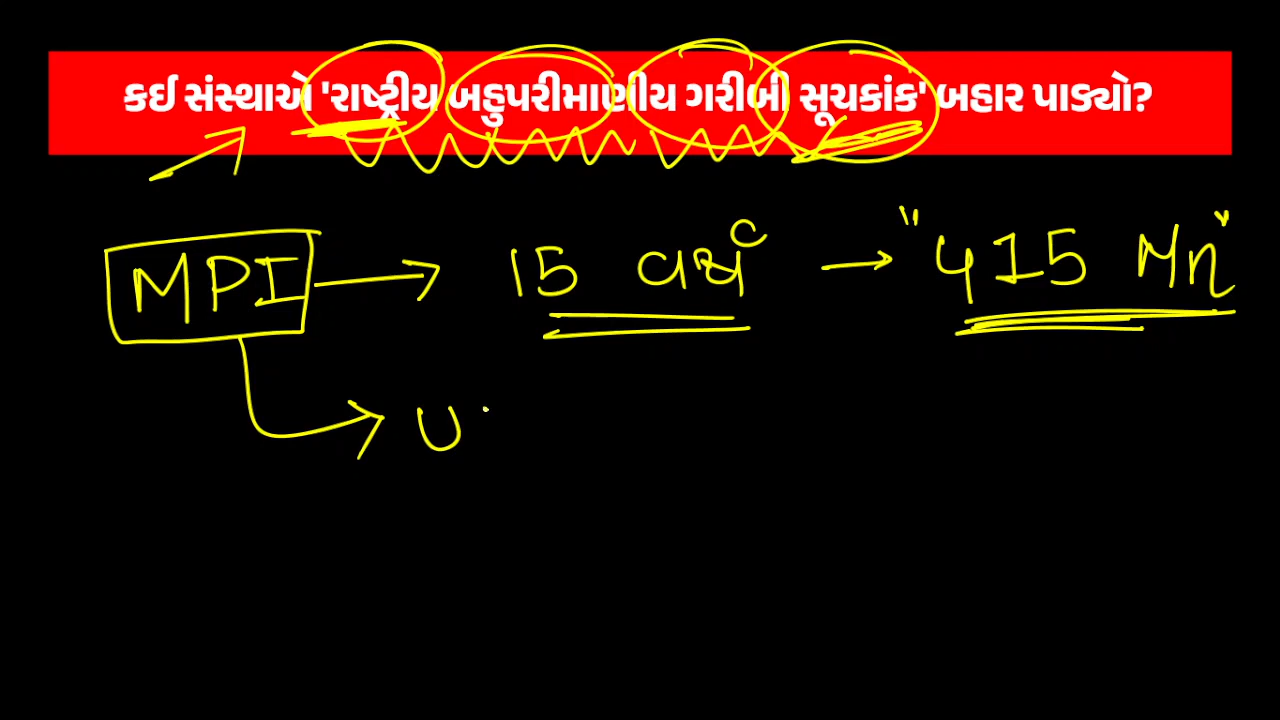 કઈ સંસ્થાએ 'રાષ્ટ્રીય બહુપરીમાણીય ગરીબી સૂચકાંક' બહાર પાડ્યો?
MPI → 15 વર્ષ → "415 Mn"
U